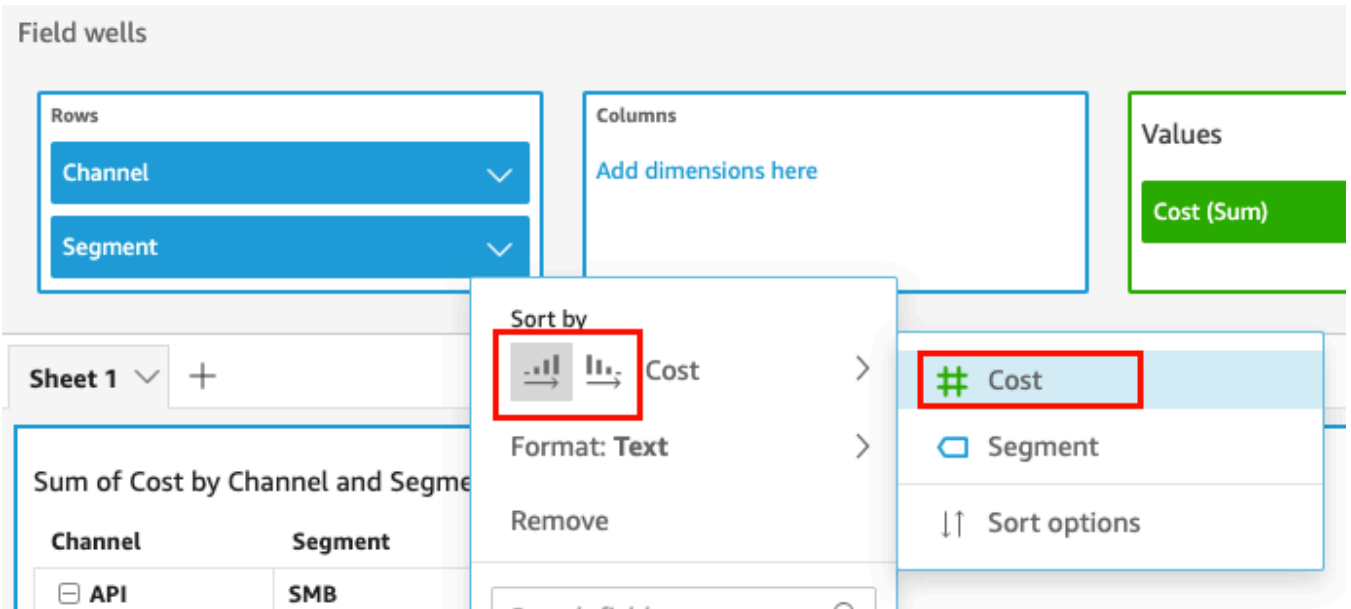 Field wells
Rows
Columns
Values
Channel
Add dimensions here
Cost (Sum)
Segment
Sort by
Cost
Cost
Sheet 1
Format: Text
Segment
Sum of Cost by Channel and Segme
Remove
Sort options
Channel
Segment
API
SMB